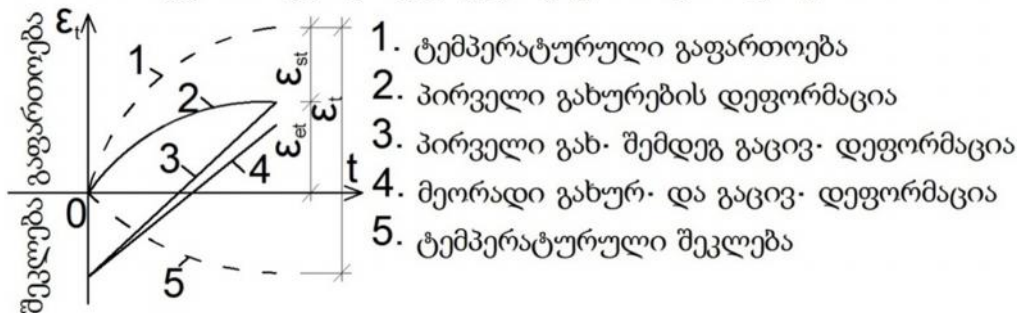 εt
გაფართოება
შეკლება
0
t
1
2
3
4
5
εst
εet
εt
1. ტემპერატურული გაფართოება
2. პირველი გახურების დეფორმაცია
3. პირველი გახ. შემდეგ გაცივ. დეფორმაცია
4. მეორადი გახურ. და გაცივ. დეფორმაცია
5. ტემპერატურული შეკლება